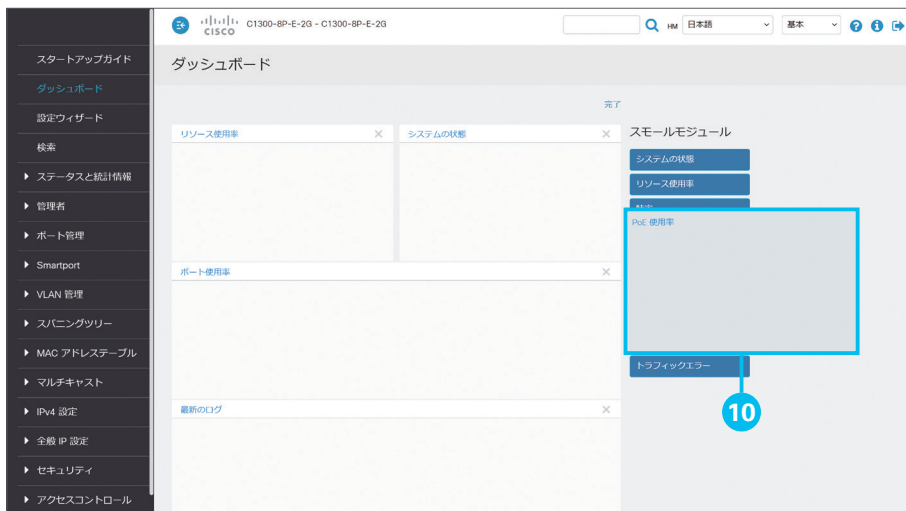 CISCO
C1300-8P-E-2G - C1300-8P-E-2G
HM 日本語 基本
スタートアップガイド
ダッシュボード
設定ウィザード
検索
ステータスと統計情報
管理者
ポート管理
Smartport
VLAN 管理
スパニングツリー
MAC アドレステーブル
マルチキャスト
IPv4 設定
全般 IP 設定
セキュリティ
アクセスコントロール
ダッシュボード
完了
リソース使用率
システムの状態
ポート使用率
最新のログ
スモールモジュール
システムの状態
リソース使用率
PoE 使用率
トラフィックエラー
10